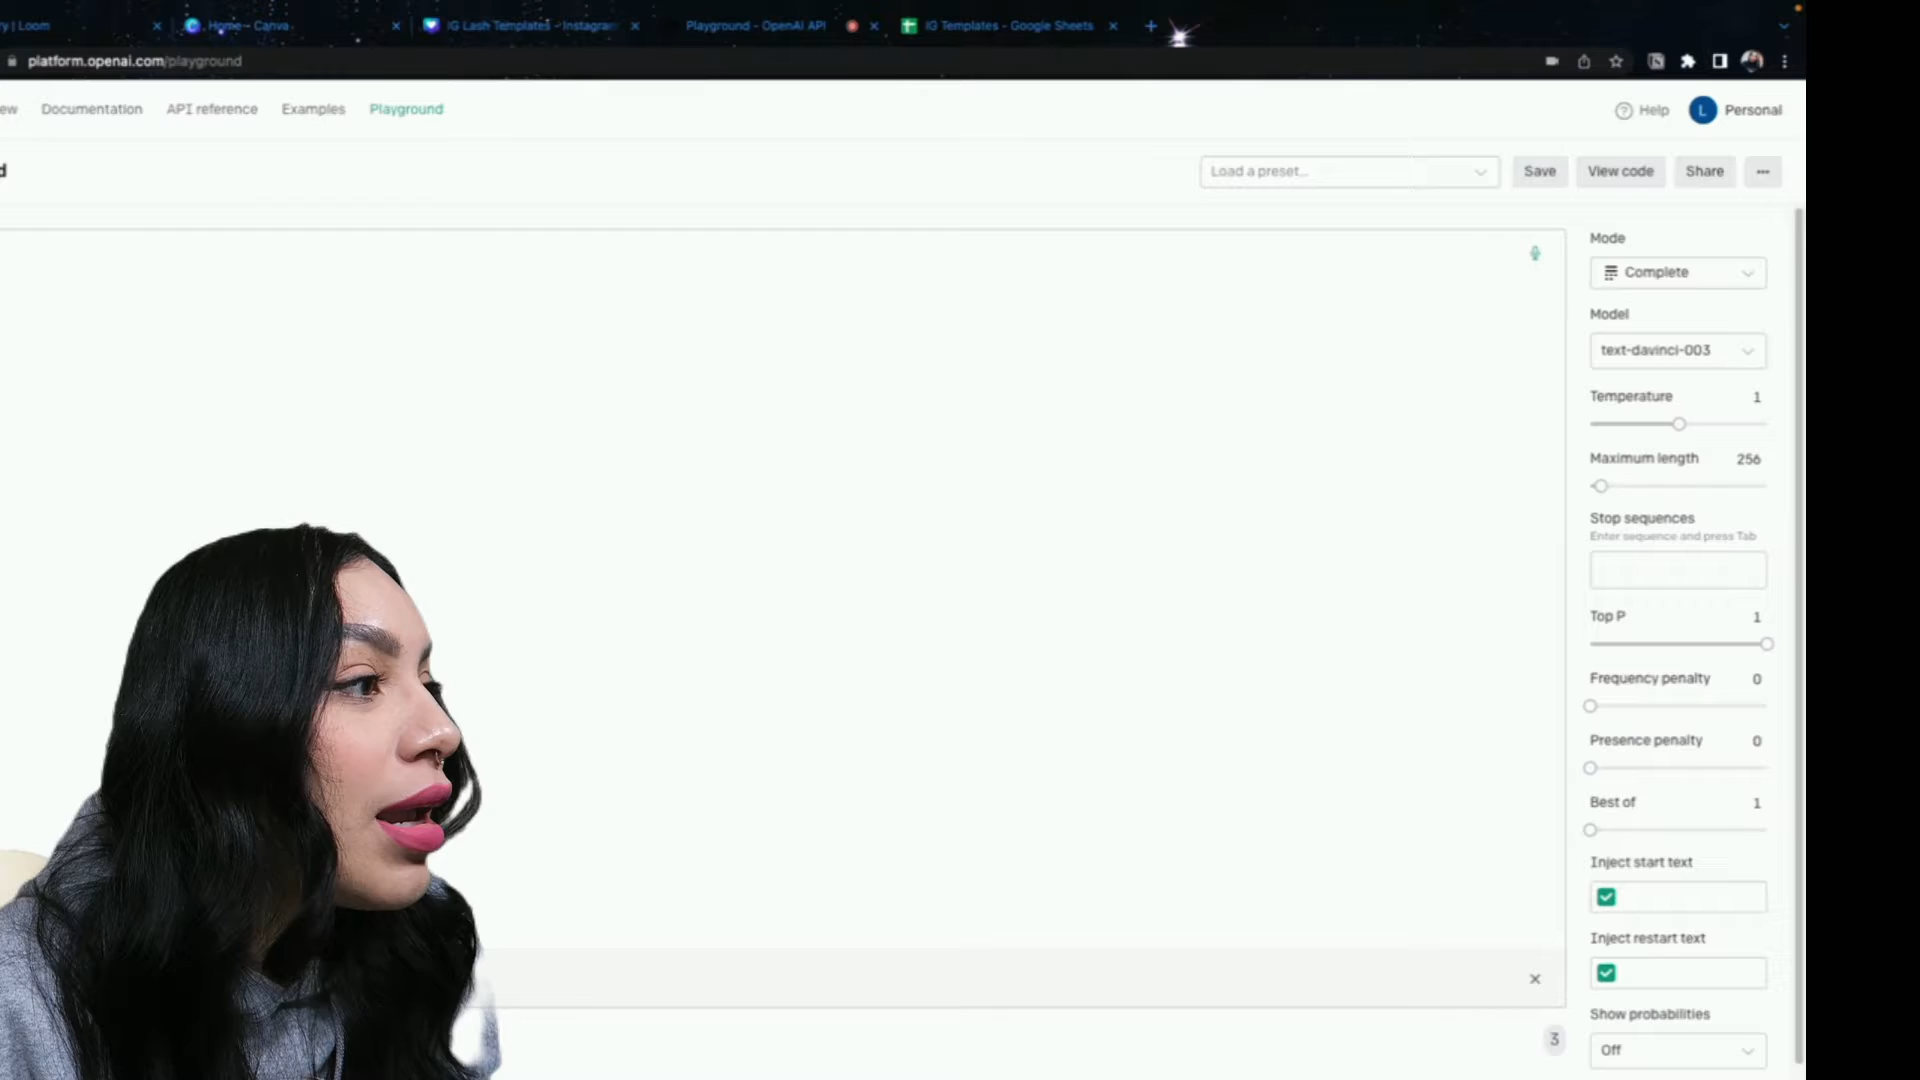 y | Loom
Home - Canva
IG Lash Templates - Instagram
Playground - OpenAI API
IG Templates - Google Sheets
platform.openai.com/playground
ew
Documentation
API reference
Examples
Playground
Help
L
Personal
d
Load a preset...
Save
View code
Share
...
Mode
Complete
Model
text-davinci-003
Temperature
1
Maximum length
256
Stop sequences
Enter sequence and press Tab
Top P
1
Frequency penalty
0
Presence penalty
0
Best of
1
Inject start text
Inject restart text
3
Show probabilities
Off